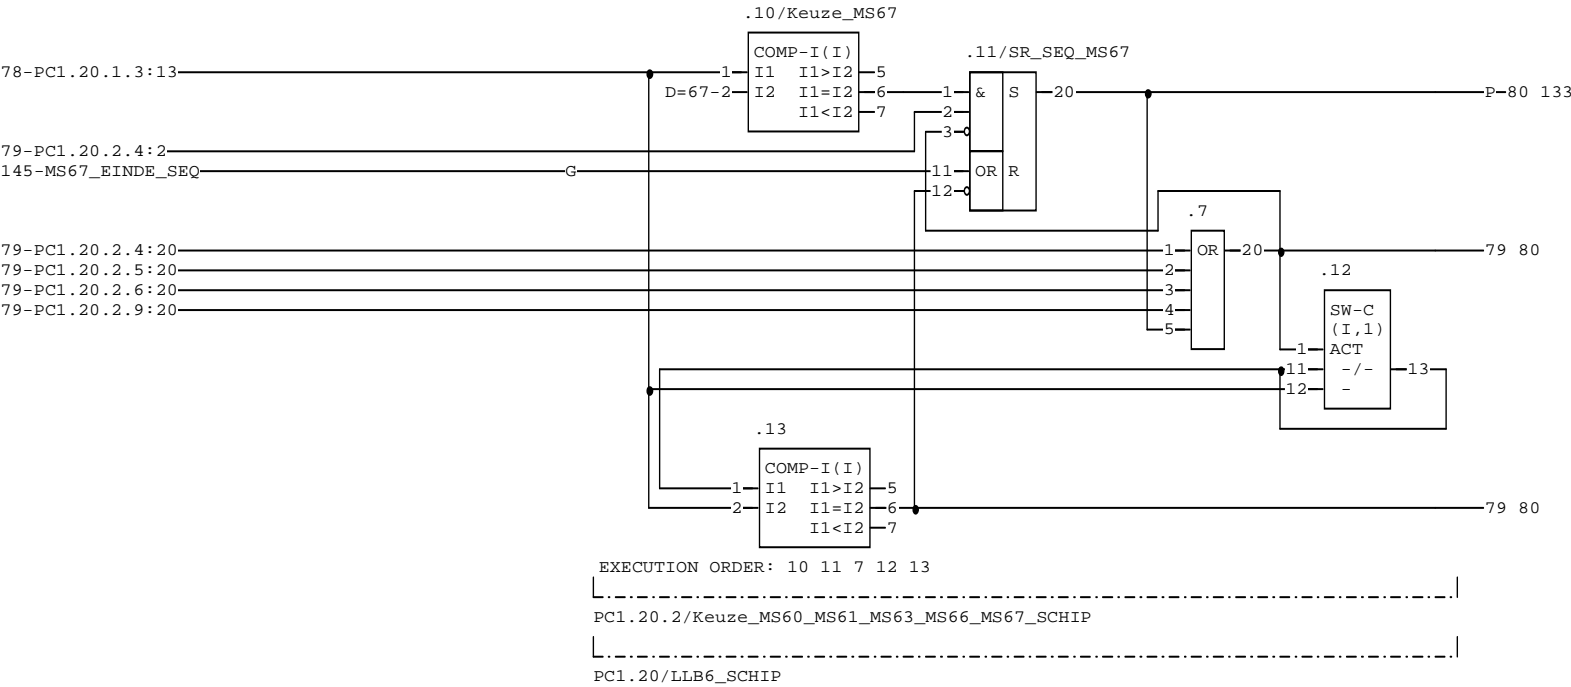 .10/Keuze_MS67
COMP-I(I)
78-PC1.20.1.3:13
1 I1 I1>I2 5
D=67-2 I2 I1=I2 6
I1<I2 7
.11/SR_SEQ_MS67
1 & S 20
2
3
11 OR R
12
P-80 133
79-PC1.20.2.4:2
145-MS67_EINDE_SEQ
G
.7
79-PC1.20.2.4:20
1 OR 20
79 80
79-PC1.20.2.5:20
2
79-PC1.20.2.6:20
3
79-PC1.20.2.9:20
4
5
.12
SW-C
(I,1)
1 ACT
11 -/- 13
12 -
.13
COMP-I(I)
1 I1 I1>I2 5
2 I2 I1=I2 6
I1<I2 7
79 80
EXECUTION ORDER: 10 11 7 12 13
PC1.20.2/Keuze_MS60_MS61_MS63_MS66_MS67_SCHIP
PC1.20/LLB6_SCHIP